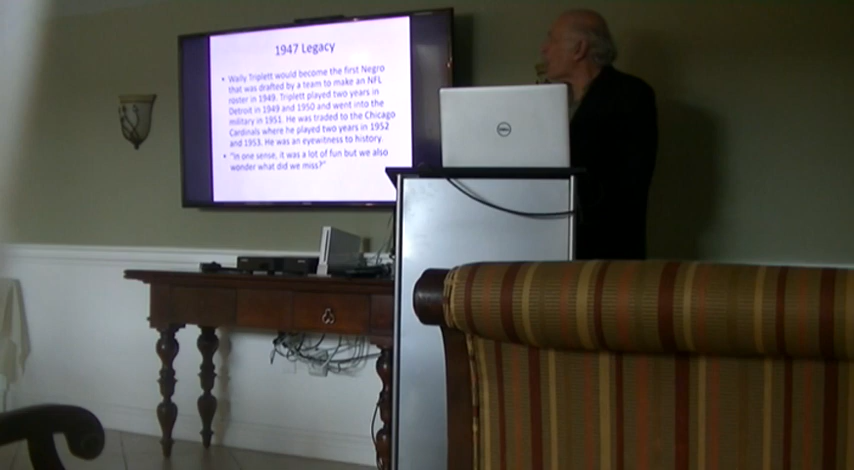 1947 Legacy
• Wally Triplett would become the first Negro
that was drafted by a team to make an NFL
roster in 1949. Triplett played two years in
Detroit in 1949 and 1950 and went into the
military in 1951. He was traded to the Chicago
Cardinals where he played two years in 1952
and 1953. He was an eyewitness to history.
• "In one sense, it was a lot of fun but we also
wonder what did we miss?"
DELL